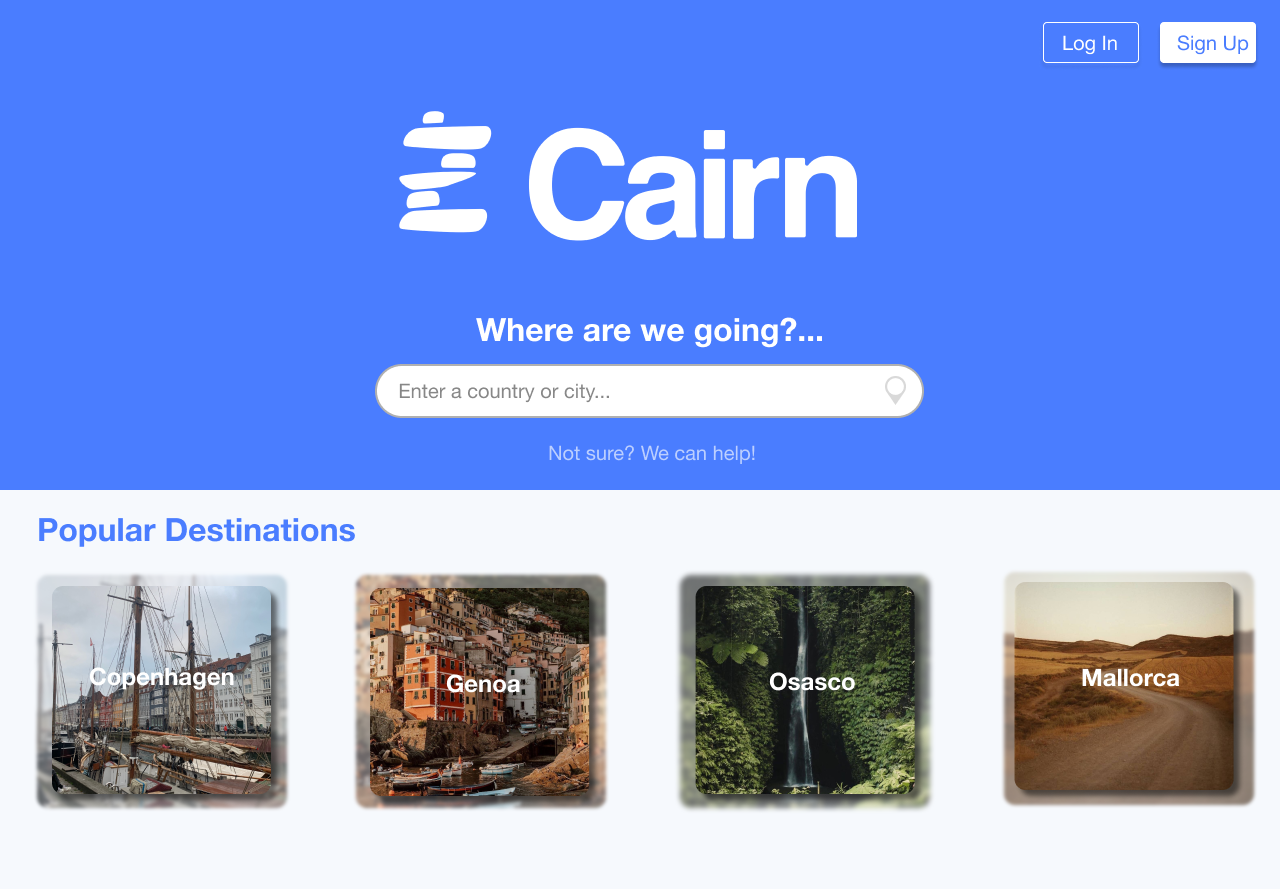 Log In
Sign Up
Cairn
Where are we going?...
Enter a country or city...
Not sure? We can help!
Popular Destinations
Copenhagen
Genoa
Osasco
Mallorca